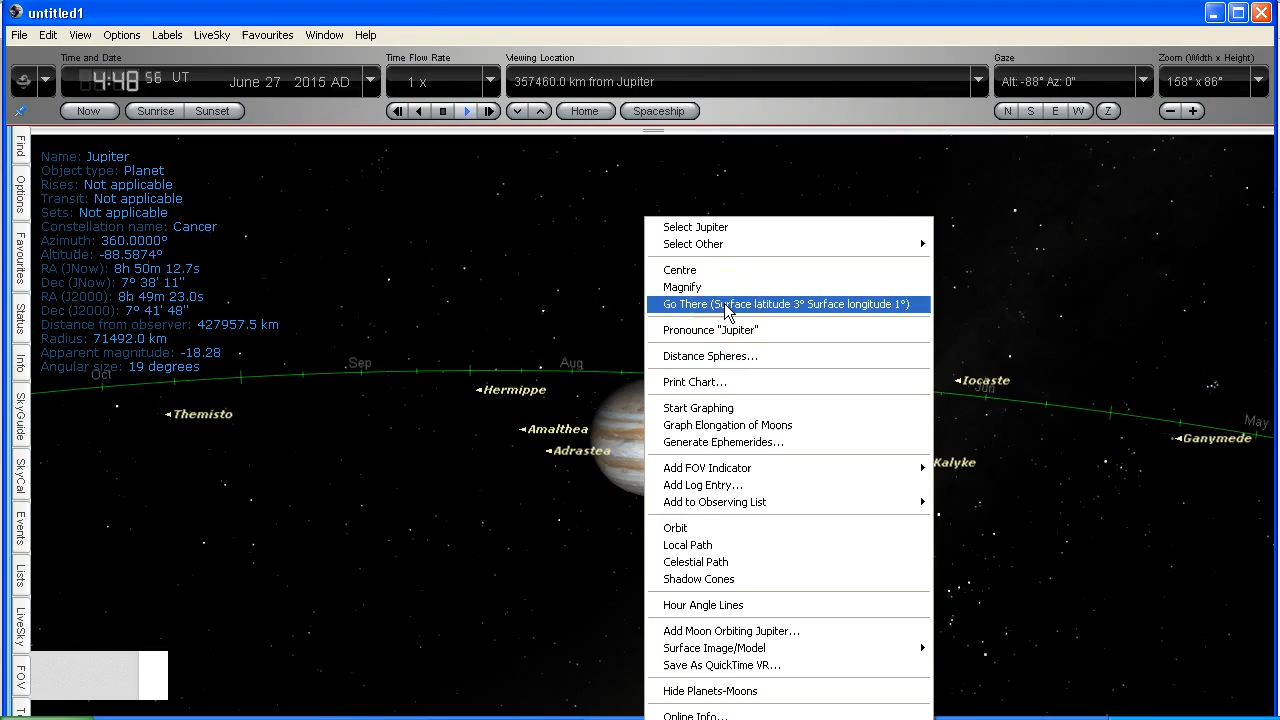 untitled1
File Edit View Options Labels LiveSky Favourites Window Help
Time and Date Time Flow Rate Viewing Location Gaze Zoom (Width x Height)
4:48 56 UT June 27 2015 AD 1 x 357460.0 km from Jupiter Alt: -88° Az: 0° 158° x 86°
Now Sunrise Sunset Home Spaceship N S E W Z
Find
Options
Favourites
Status
Info
SkyGuide
SkyCal
Events
Lists
LiveSky
FOV
T
Name: Jupiter
Object type: Planet
Rises: Not applicable
Transit: Not applicable
Sets: Not applicable
Constellation name: Cancer
Azimuth: 360.0000°
Altitude: -88.5874°
RA (JNow): 8h 50m 12.7s
Dec (JNow): 7° 38' 11"
RA (J2000): 8h 49m 23.0s
Dec (J2000): 7° 41' 48"
Distance from observer: 427957.5 km
Radius: 71492.0 km
Apparent magnitude: -18.28
Angular size: 19 degrees
Oct
Sep
Aug
Jun
May
Themisto
Hermippe
Amalthea
Adrastea
Iocaste
Ganymede
Kalyke
Select Jupiter
Select Other
Centre
Magnify
Go There (Surface latitude 3° Surface longitude 1°)
Pronounce "Jupiter"
Distance Spheres...
Print Chart...
Start Graphing
Graph Elongation of Moons
Generate Ephemerides...
Add FOV Indicator
Add Log Entry...
Add to Observing List
Orbit
Local Path
Celestial Path
Shadow Cones
Hour Angle Lines
Add Moon Orbiting Jupiter...
Surface Image/Model
Save As QuickTime VR...
Hide Planets-Moons
Online Info...